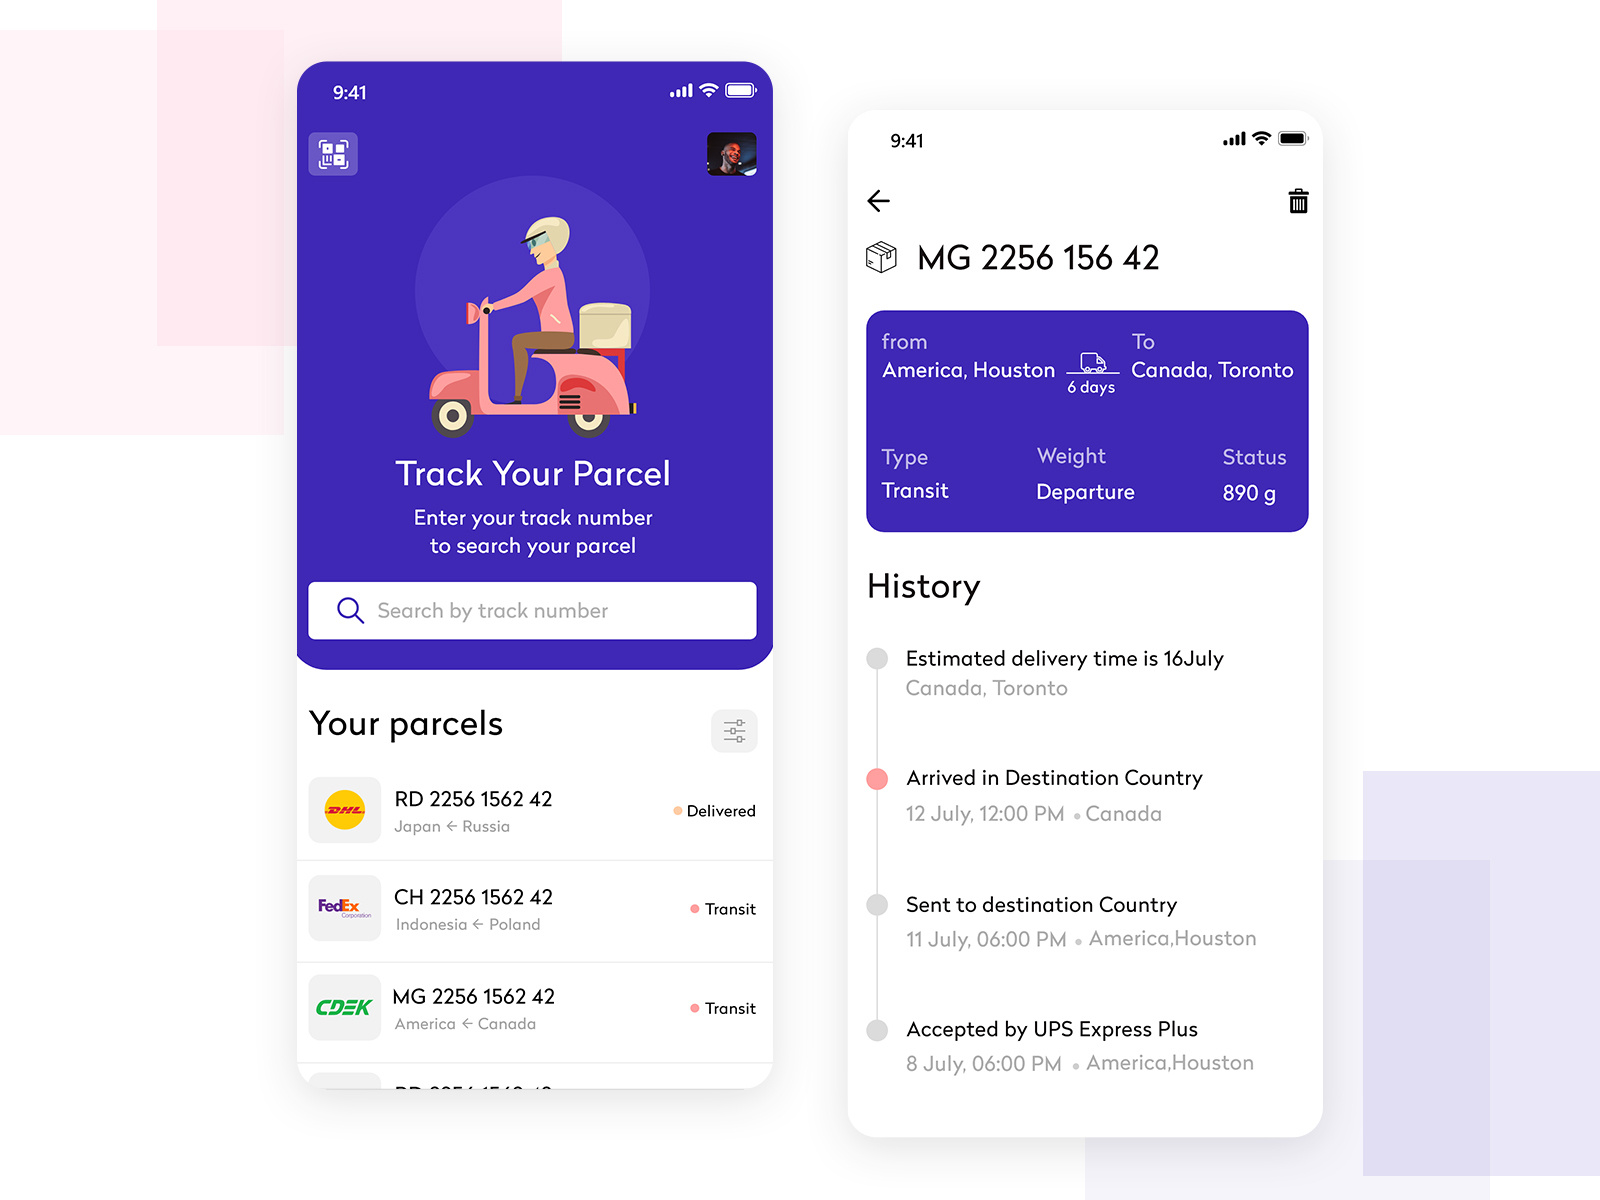 9:41
Track Your Parcel
Enter your track number
to search your parcel
Search by track number
Your parcels
DHL
RD 2256 1562 42
Japan ← Russia
Delivered
FedEx
Corporation
CH 2256 1562 42
Indonesia ← Poland
Transit
CDEK
MG 2256 1562 42
America ← Canada
Transit
9:41
MG 2256 156 42
from
America, Houston
6 days
To
Canada, Toronto
Type
Transit
Weight
Departure
Status
890 g
History
Estimated delivery time is 16July
Canada, Toronto
Arrived in Destination Country
12 July, 12:00 PM • Canada
Sent to destination Country
11 July, 06:00 PM • America,Houston
Accepted by UPS Express Plus
8 July, 06:00 PM • America,Houston